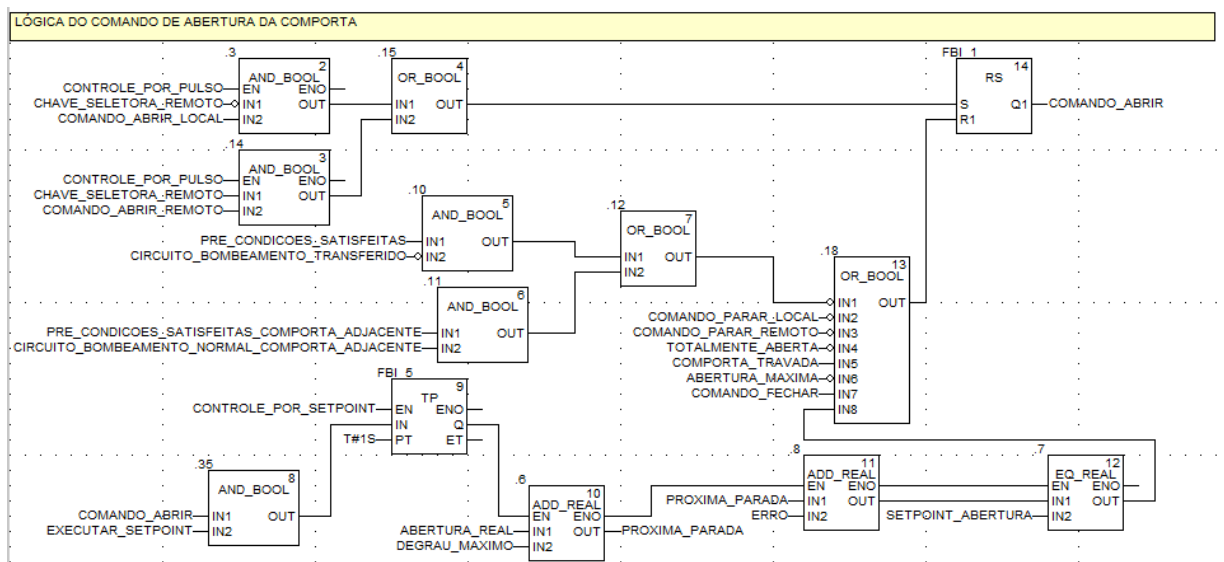 LÓGICA DO COMANDO DE ABERTURA DA COMPORTA
.3
2
AND_BOOL
CONTROLE_POR_PULSO EN ENO
CHAVE_SELETORA_REMOTO IN1 OUT
COMANDO_ABRIR_LOCAL IN2
.15
4
OR_BOOL
IN1 OUT
IN2
FBI_1
14
RS
S Q1 COMANDO_ABRIR
R1
.14
3
AND_BOOL
CONTROLE_POR_PULSO EN ENO
CHAVE_SELETORA_REMOTO IN1 OUT
COMANDO_ABRIR_REMOTO IN2
.10
5
AND_BOOL
PRE_CONDICOES_SATISFEITAS IN1 OUT
CIRCUITO_BOMBEAMENTO_TRANSFERIDO IN2
.12
7
OR_BOOL
IN1 OUT
IN2
.11
6
AND_BOOL
PRE_CONDICOES_SATISFEITAS_COMPORTA_ADJACENTE IN1 OUT
CIRCUITO_BOMBEAMENTO_NORMAL_COMPORTA_ADJACENTE IN2
.18
13
OR_BOOL
IN1 OUT
COMANDO_PARAR_LOCAL IN2
COMANDO_PARAR_REMOTO IN3
TOTALMENTE_ABERTA IN4
COMPORTA_TRAVADA IN5
ABERTURA_MAXIMA IN6
COMANDO_FECHAR IN7
IN8
FBI_5
9
TP
CONTROLE_POR_SETPOINT EN ENO
IN Q
T#1S PT ET
.35
8
AND_BOOL
COMANDO_ABRIR IN1 OUT
EXECUTAR_SETPOINT IN2
.6
10
ADD_REAL
EN ENO
ABERTURA_REAL IN1 OUT PROXIMA_PARADA
DEGRAU_MAXIMO IN2
.8
11
ADD_REAL
EN ENO
PROXIMA_PARADA IN1 OUT
ERRO IN2
.7
12
EQ_REAL
EN ENO
IN1 OUT
SETPOINT_ABERTURA IN2